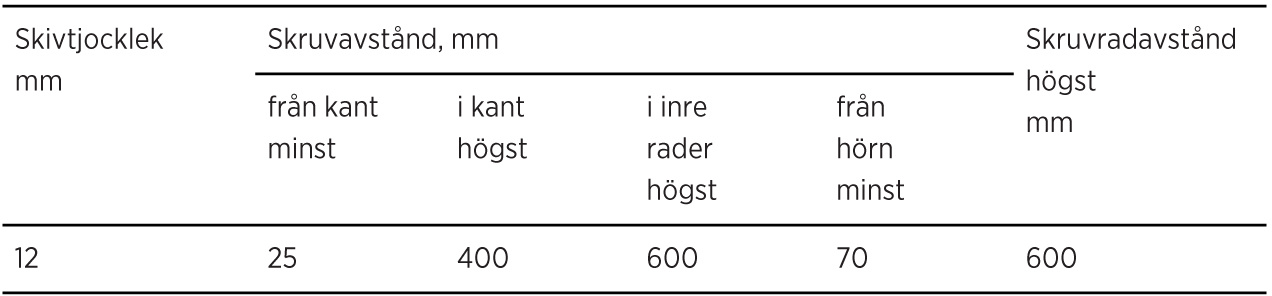 Skivtjocklek
mm
Skruvavstånd, mm
Skruvradavstånd
högst
mm
från kant
minst
i kant
högst
i inre
rader
högst
från
hörn
minst
12 25 400 600 70 600